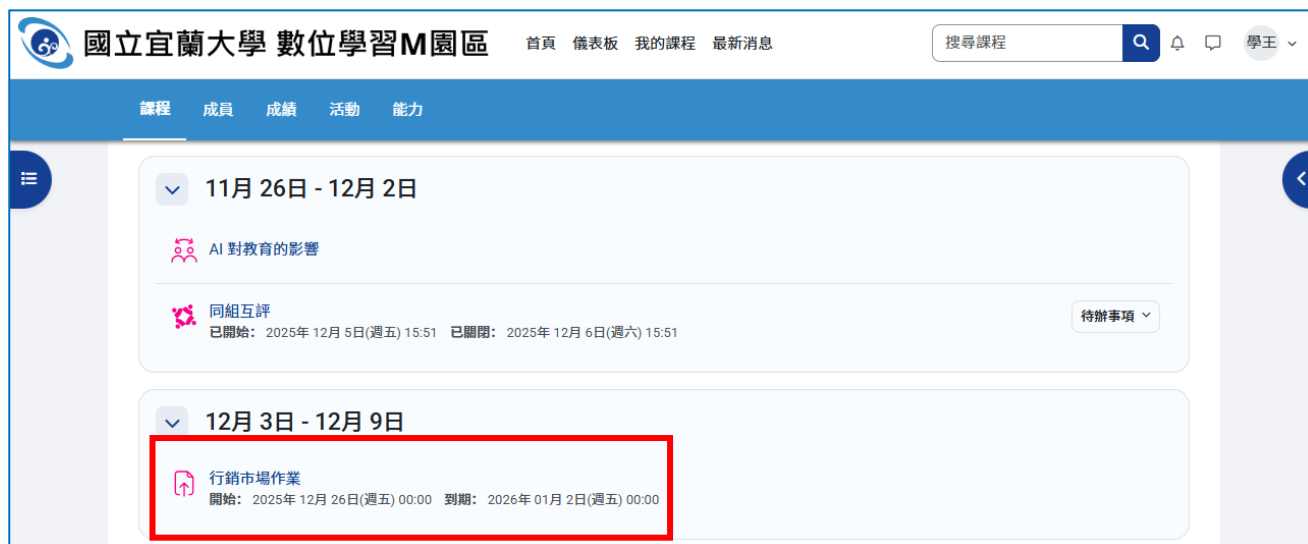 國立宜蘭大學 數位學習M園區
首頁 儀表板 我的課程 最新消息
搜尋課程
學王
課程 成員 成績 活動 能力
11月 26日 - 12月 2日
AI 對教育的影響
同組互評
已開始： 2025年 12月 5日(週五) 15:51 已關閉： 2025年 12月 6日(週六) 15:51
待辦事項
12月 3日 - 12月 9日
行銷市場作業
開始： 2025年 12月 26日(週五) 00:00 到期： 2026年 01月 2日(週五) 00:00